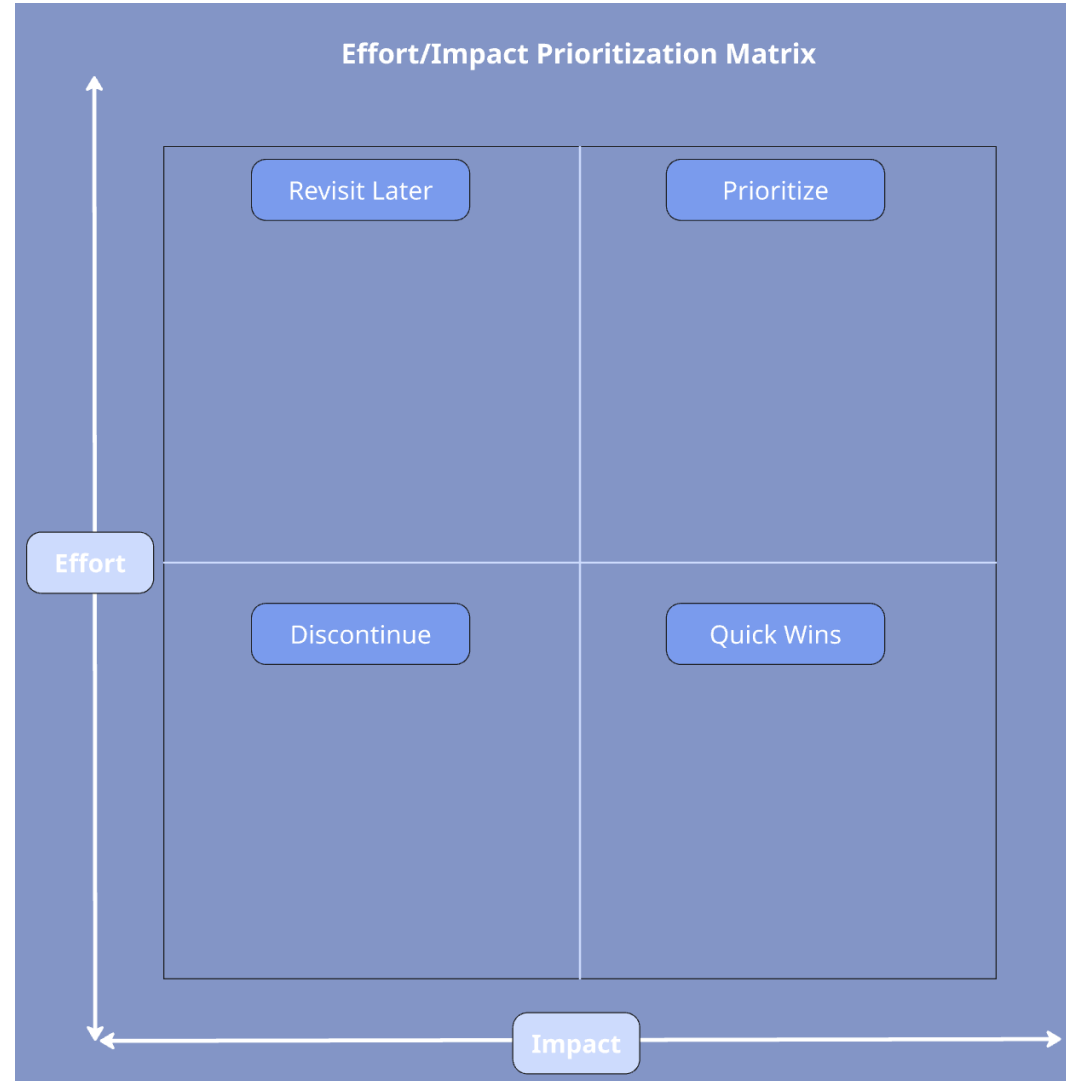 Effort/Impact Prioritization Matrix
Revisit Later
Prioritize
Effort
Discontinue
Quick Wins
Impact